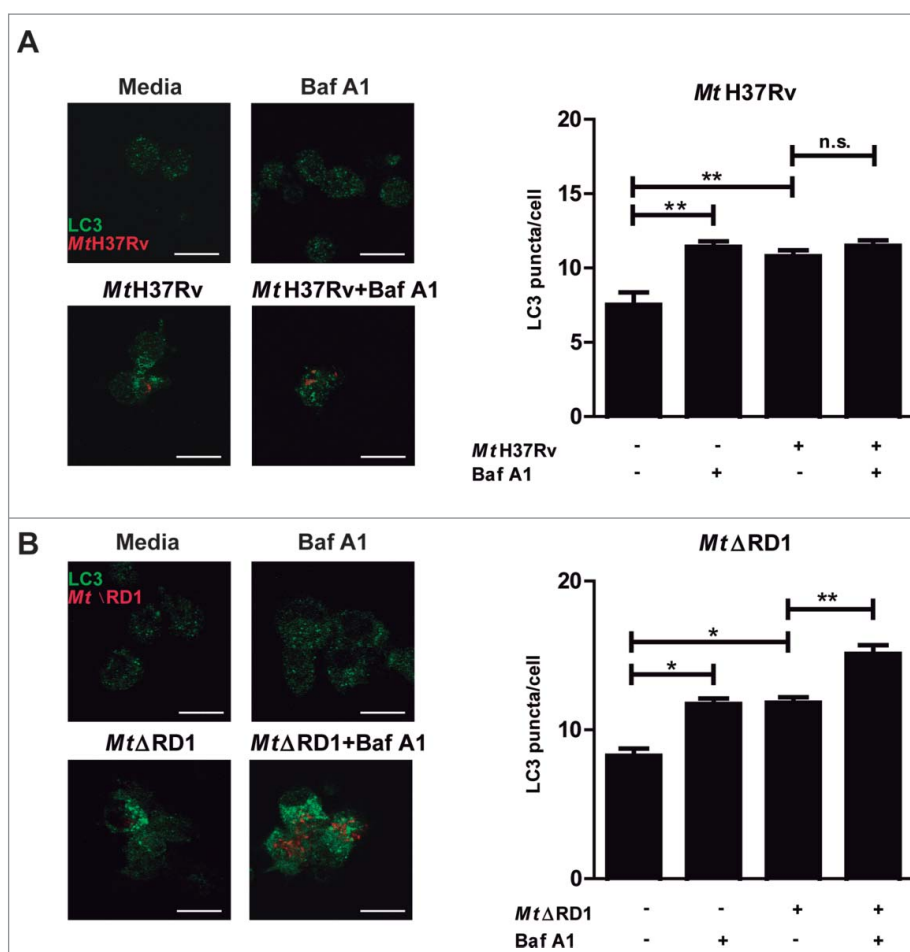 A
Media Baf A1
LC3
MtH37Rv
MtH37Rv MtH37Rv+Baf A1
MtH37Rv
20
15
10
5
0
LC3 puncta/cell
**
**
n.s.
MtH37Rv - - + +
Baf A1 - + - +
B
Media Baf A1
LC3
Mt \RD1
MtΔRD1 MtΔRD1+Baf A1
MtΔRD1
20
10
0
LC3 puncta/cell
*
*
**
MtΔRD1 - - + +
Baf A1 - + - +